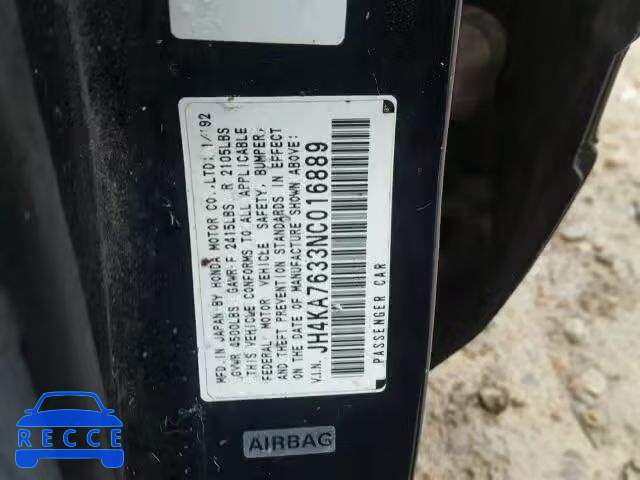 MFD.IN JAPAN BY HONDA MOTOR CO.,LTD. 1/92
GVWR 4500LBS GAWR·F 2415LBS R 2105LBS
THIS VEHICLE CONFORMS TO ALL APPLICABLE
FEDERAL MOTOR VEHICLE SAFETY, BUMPER,
AND THEFT PREVENTION STANDARDS IN EFFECT
ON THE DATE OF MANUFACTURE SHOWN ABOVE:
V.I.N. JH4KA7633NC016889
PASSENGER CAR
AIRBAG
RECCE